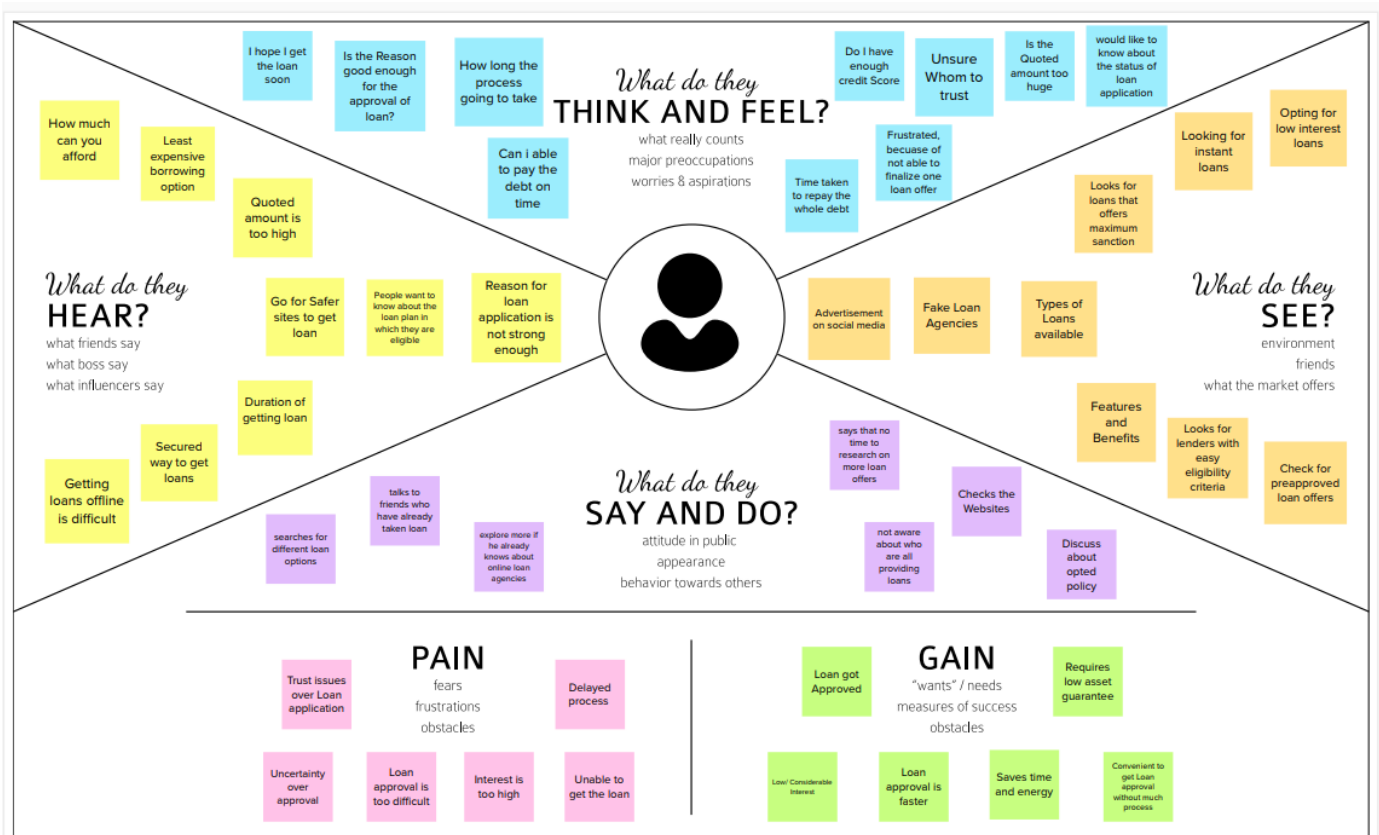 What do they
THINK AND FEEL?
what really counts
major preoccupations
worries & aspirations
I hope I get
the loan
soon
Is the Reason
good enough
for the
approval of
loan?
How long the
process
going to take
Can i able
to pay the
debt on
time
Do I have
enough
credit Score
Unsure
Whom to
trust
Is the
Quoted
amount too
huge
would like to
know about
the status of
loan
application
Frustrated,
becuase of
not able to
finalize one
loan offer
Time taken
to repay the
whole debt
What do they
HEAR?
what friends say
what boss say
what influencers say
How much
can you
afford
Least
expensive
borrowing
option
Quoted
amount is
too high
Go for Safer
sites to get
loan
People want to
know about the
loan plan in
which they are
eligible
Reason for
loan
application is
not strong
enough
Duration of
getting loan
Secured
way to get
loans
Getting
loans offline
is difficult
What do they
SEE?
environment
friends
what the market offers
Opting for
low interest
loans
Looking for
instant
loans
Looks for
loans that
offers
maximum
sanction
Advertisement
on social media
Fake Loan
Agencies
Types of
Loans
available
Features
and
Benefits
Looks for
lenders with
easy
eligibility
criteria
Check for
preapproved
loan offers
What do they
SAY AND DO?
attitude in public
appearance
behavior towards others
searches for
different loan
options
talks to
friends who
have already
taken loan
explore more if
he already
knows about
online loan
agencies
says that no
time to
research on
more loan
offers
Checks the
Websites
not aware
about who
are all
providing
loans
Discuss
about
opted
policy
PAIN
fears
frustrations
obstacles
Trust issues
over Loan
application
Delayed
process
Uncertainty
over
approval
Loan
approval is
too difficult
Interest is
too high
Unable to
get the loan
GAIN
“wants” / needs
measures of success
obstacles
Loan got
Approved
Requires
low asset
guarantee
Low/ Considerable
Interest
Loan
approval is
faster
Saves time
and energy
Convenient to
get Loan
approval
without much
process